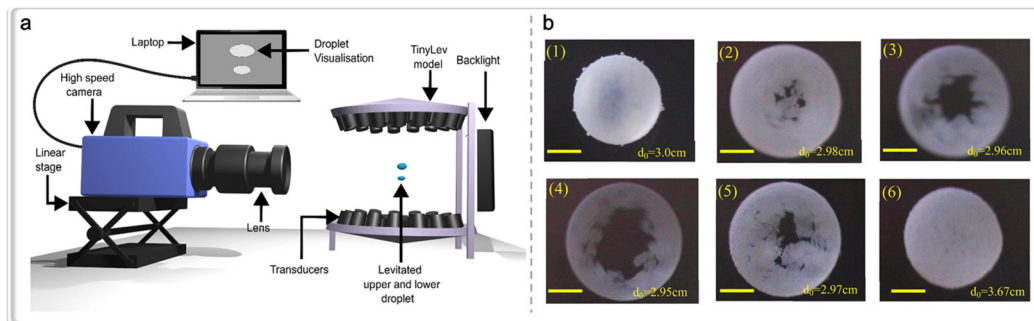 a
Laptop
Droplet
Visualisation
High speed
camera
Linear
stage
Lens
TinyLev
model
Backlight
Transducers
Levitated
upper and lower
droplet
b
(1)
d₀=3.0cm
(2)
d₀=2.98cm
(3)
d₀=2.96cm
(4)
d₀=2.95cm
(5)
d₀=2.97cm
(6)
d₀=3.67cm